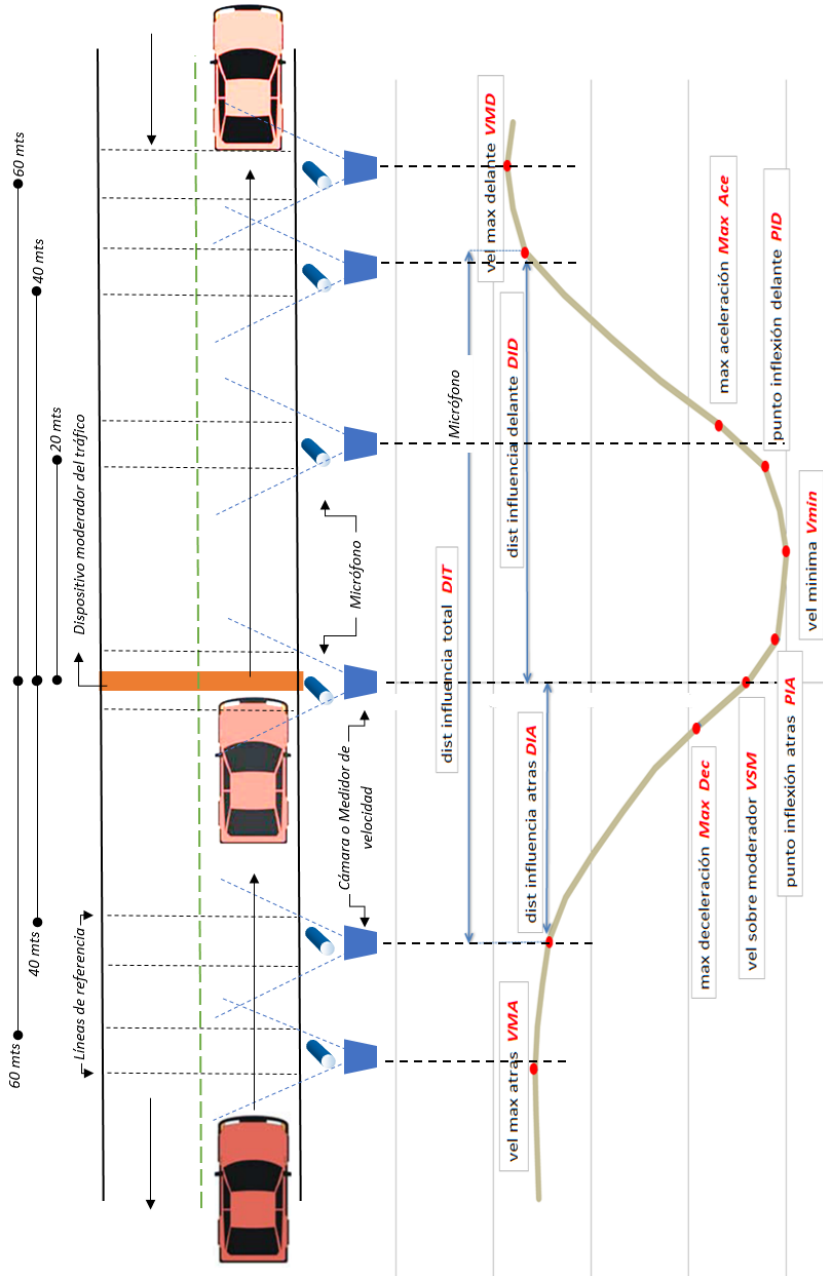 60 mts
40 mts
20 mts
Dispositivo moderador del tráfico
40 mts
60 mts
Líneas de referencia
Micrófono
Cámara o Medidor de
velocidad
Micrófono
dist influencia total DIT
dist influencia delante DID
dist influencia atras DIA
vel max atras VMA
vel max delante VMD
max deceleración Max Dec
vel sobre moderador VSM
punto inflexión atras PIA
vel minima Vmin
punto inflexión delante PID
max aceleración Max Ace